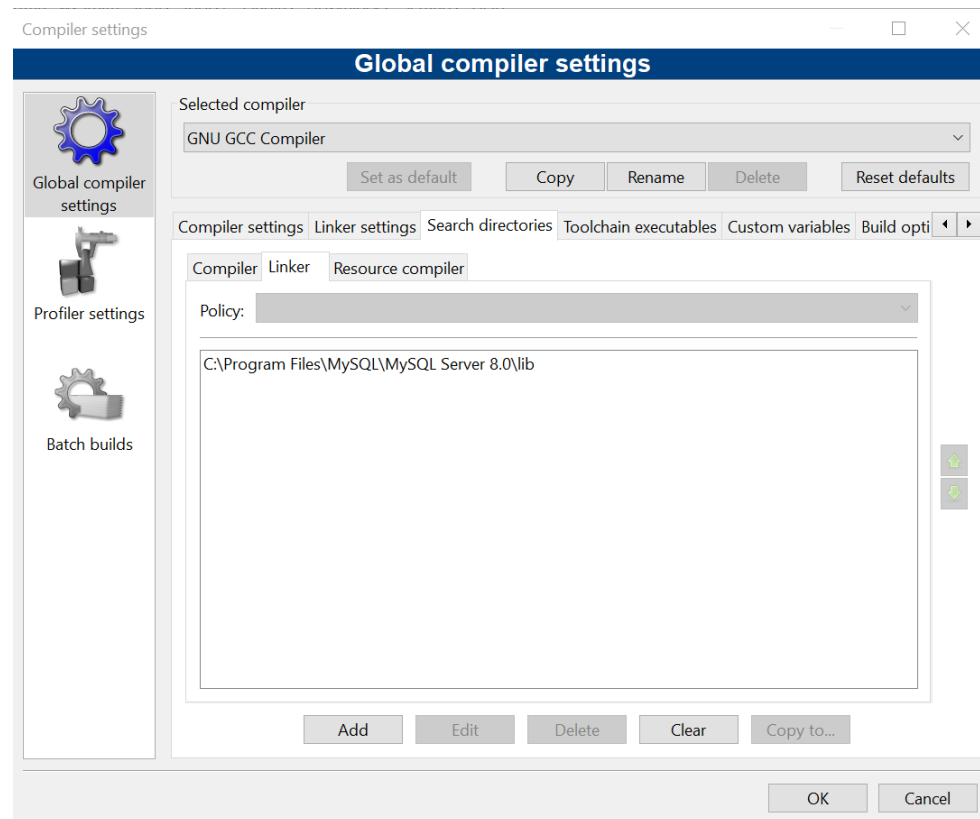 Compiler settings
Global compiler settings
Global compiler
settings
Profiler settings
Batch builds
Selected compiler
GNU GCC Compiler
Set as default Copy Rename Delete Reset defaults
Compiler settings Linker settings Search directories Toolchain executables Custom variables Build opti
Compiler Linker Resource compiler
Policy:
C:\Program Files\MySQL\MySQL Server 8.0\lib
Add Edit Delete Clear Copy to...
OK Cancel